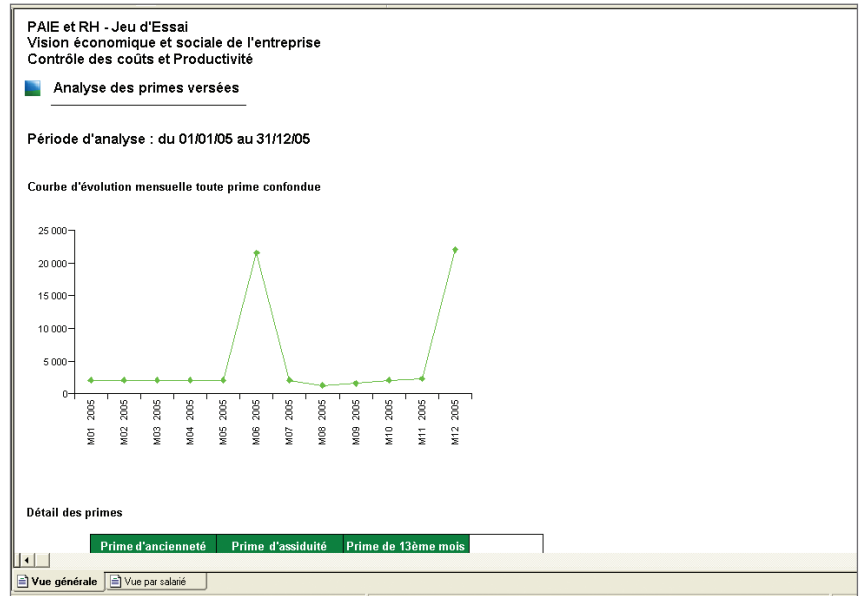 PAIE et RH - Jeu d'Essai
Vision économique et sociale de l'entreprise
Contrôle des coûts et Productivité
Analyse des primes versées
Période d'analyse : du 01/01/05 au 31/12/05
Courbe d'évolution mensuelle toute prime confondue
25 000
20 000
15 000
10 000
5 000
0
M01 2005
M02 2005
M03 2005
M04 2005
M05 2005
M06 2005
M07 2005
M08 2005
M09 2005
M10 2005
M11 2005
M12 2005
Détail des primes
Prime d'ancienneté Prime d'assiduité Prime de 13ème mois
Vue générale Vue par salarié